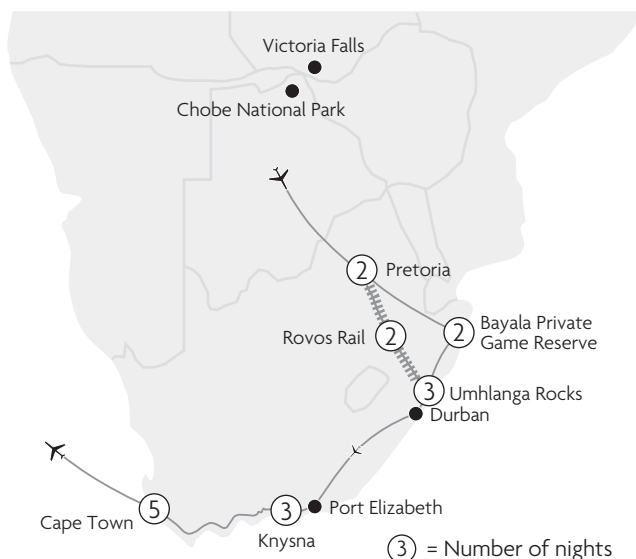 Victoria Falls
Chobe National Park
2 Pretoria
Rovos Rail 2
2 Bayala Private
Game Reserve
3 Umhlanga Rocks
Durban
Port Elizabeth
5
Cape Town
3
Knysna
3 = Number of nights